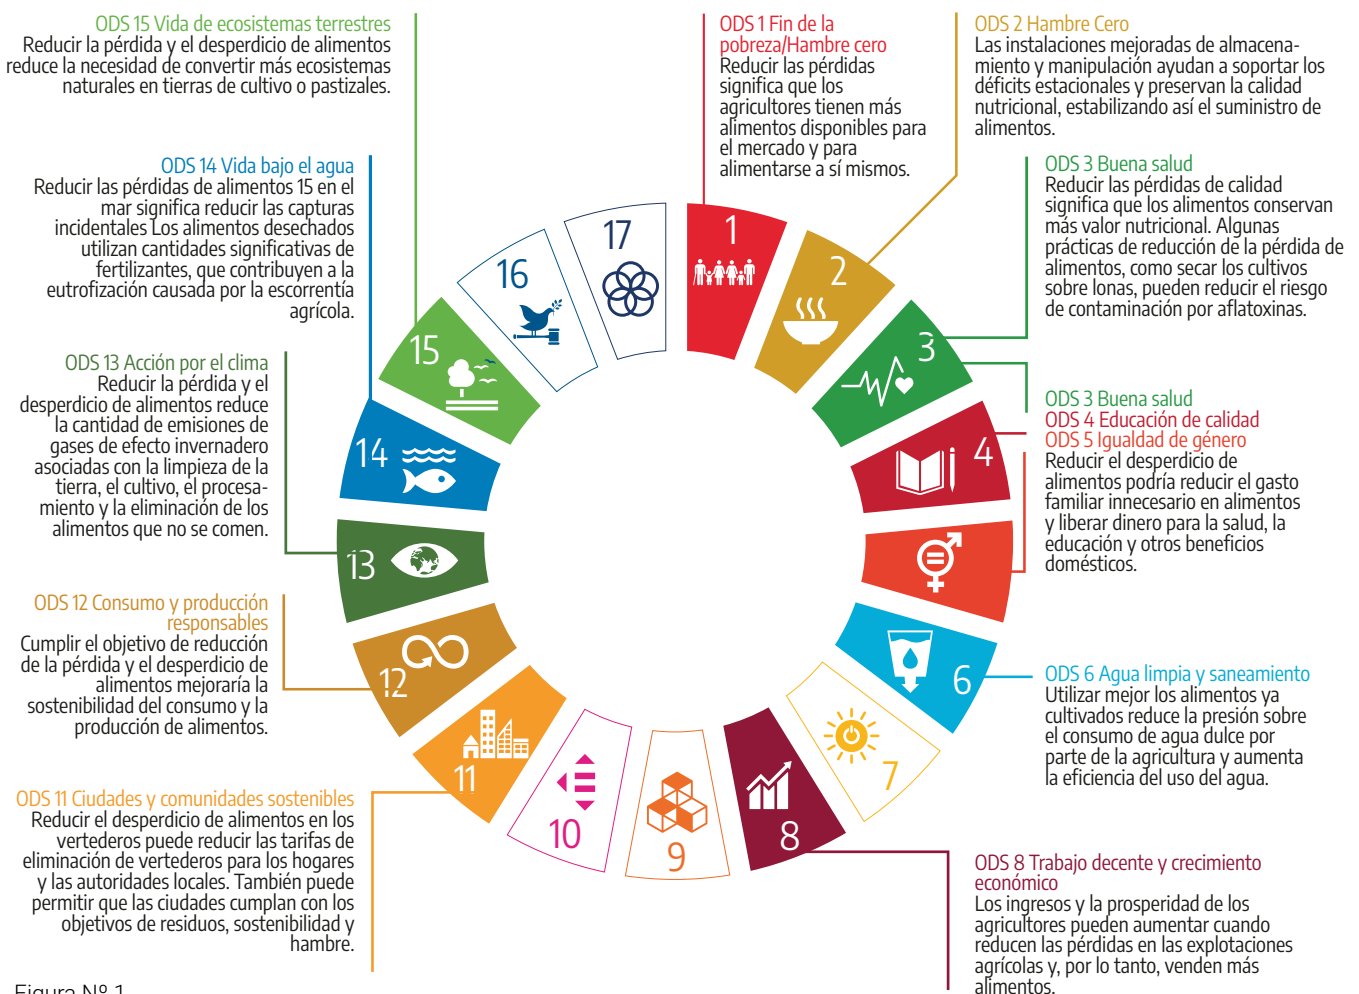 ODS 15 Vida de ecosistemas terrestres
Reducir la pérdida y el desperdicio de alimentos
reduce la necesidad de convertir más ecosistemas
naturales en tierras de cultivo o pastizales.
ODS 14 Vida bajo el agua
Reducir las pérdidas de alimentos 15 en el
mar significa reducir las capturas
incidentales Los alimentos desechados
utilizan cantidades significativas de
fertilizantes, que contribuyen a la
eutrofización causada por la escorrentía
agrícola.
ODS 13 Acción por el clima
Reducir la pérdida y el
desperdicio de alimentos reduce
la cantidad de emisiones de
gases de efecto invernadero
asociadas con la limpieza de la
tierra, el cultivo, el procesa-
miento y la eliminación de los
alimentos que no se comen.
ODS 12 Consumo y producción
responsables
Cumplir el objetivo de reducción
de la pérdida y el desperdicio de
alimentos mejoraría la
sostenibilidad del consumo y la
producción de alimentos.
ODS 11 Ciudades y comunidades sostenibles
Reducir el desperdicio de alimentos en los
vertederos puede reducir las tarifas de
eliminación de vertederos para los hogares
y las autoridades locales. También puede
permitir que las ciudades cumplan con los
objetivos de residuos, sostenibilidad y
hambre.
ODS 1 Fin de la
pobreza/Hambre cero
Reducir las pérdidas
significa que los
agricultores tienen más
alimentos disponibles para
el mercado y para
alimentarse a sí mismos.
ODS 2 Hambre Cero
Las instalaciones mejoradas de almacena-
miento y manipulación ayudan a soportar los
déficits estacionales y preservan la calidad
nutricional, estabilizando así el suministro de
alimentos.
ODS 3 Buena salud
Reducir las pérdidas de calidad
significa que los alimentos conservan
más valor nutricional. Algunas
prácticas de reducción de la pérdida de
alimentos, como secar los cultivos
sobre lonas, pueden reducir el riesgo
de contaminación por aflatoxinas.
ODS 3 Buena salud
ODS 4 Educación de calidad
ODS 5 Igualdad de género
Reducir el desperdicio de
alimentos podría reducir el gasto
familiar innecesario en alimentos
y liberar dinero para la salud, la
educación y otros beneficios
domésticos.
ODS 6 Agua limpia y saneamiento
Utilizar mejor los alimentos ya
cultivados reduce la presión sobre
el consumo de agua dulce por
parte de la agricultura y aumenta
la eficiencia del uso del agua.
ODS 8 Trabajo decente y crecimiento
económico
Los ingresos y la prosperidad de los
agricultores pueden aumentar cuando
reducen las pérdidas en las explotaciones
agrícolas y, por lo tanto, venden más
alimentos.
1
2
3
4
6
7
8
9
10
11
12
13
14
15
16
17
Figura Nº 1